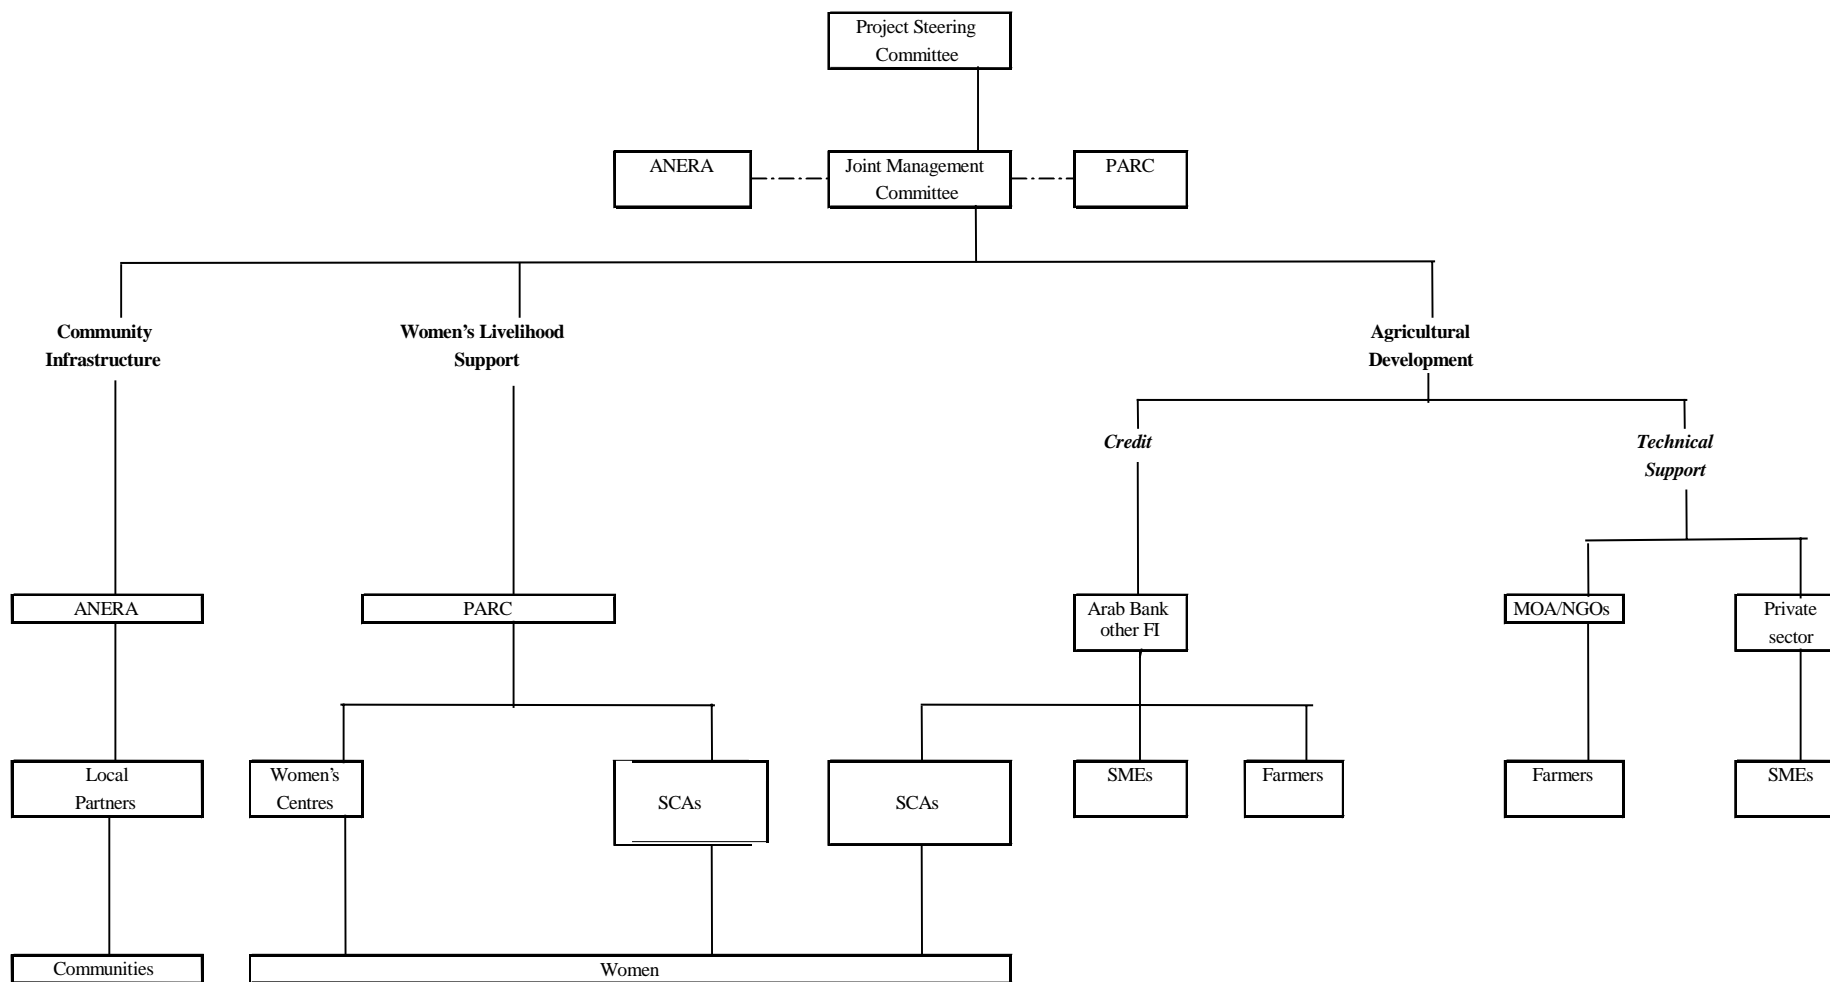 Project Steering
Committee
ANERA
Joint Management
Committee
PARC
Community
Infrastructure
Women’s Livelihood
Support
Agricultural
Development
Credit
Technical
Support
ANERA
PARC
Arab Bank
other FI
MOA/NGOs
Private
sector
Local
Partners
Women’s
Centres
SCAs
SCAs
SMEs
Farmers
Farmers
SMEs
Communities
Women